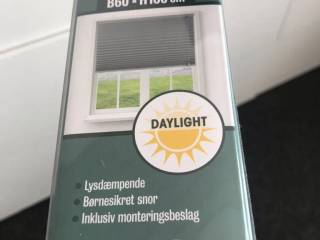 DAYLIGHT
Lysdæmpende
Børnesikret snor
Inklusiv monteringsbeslag